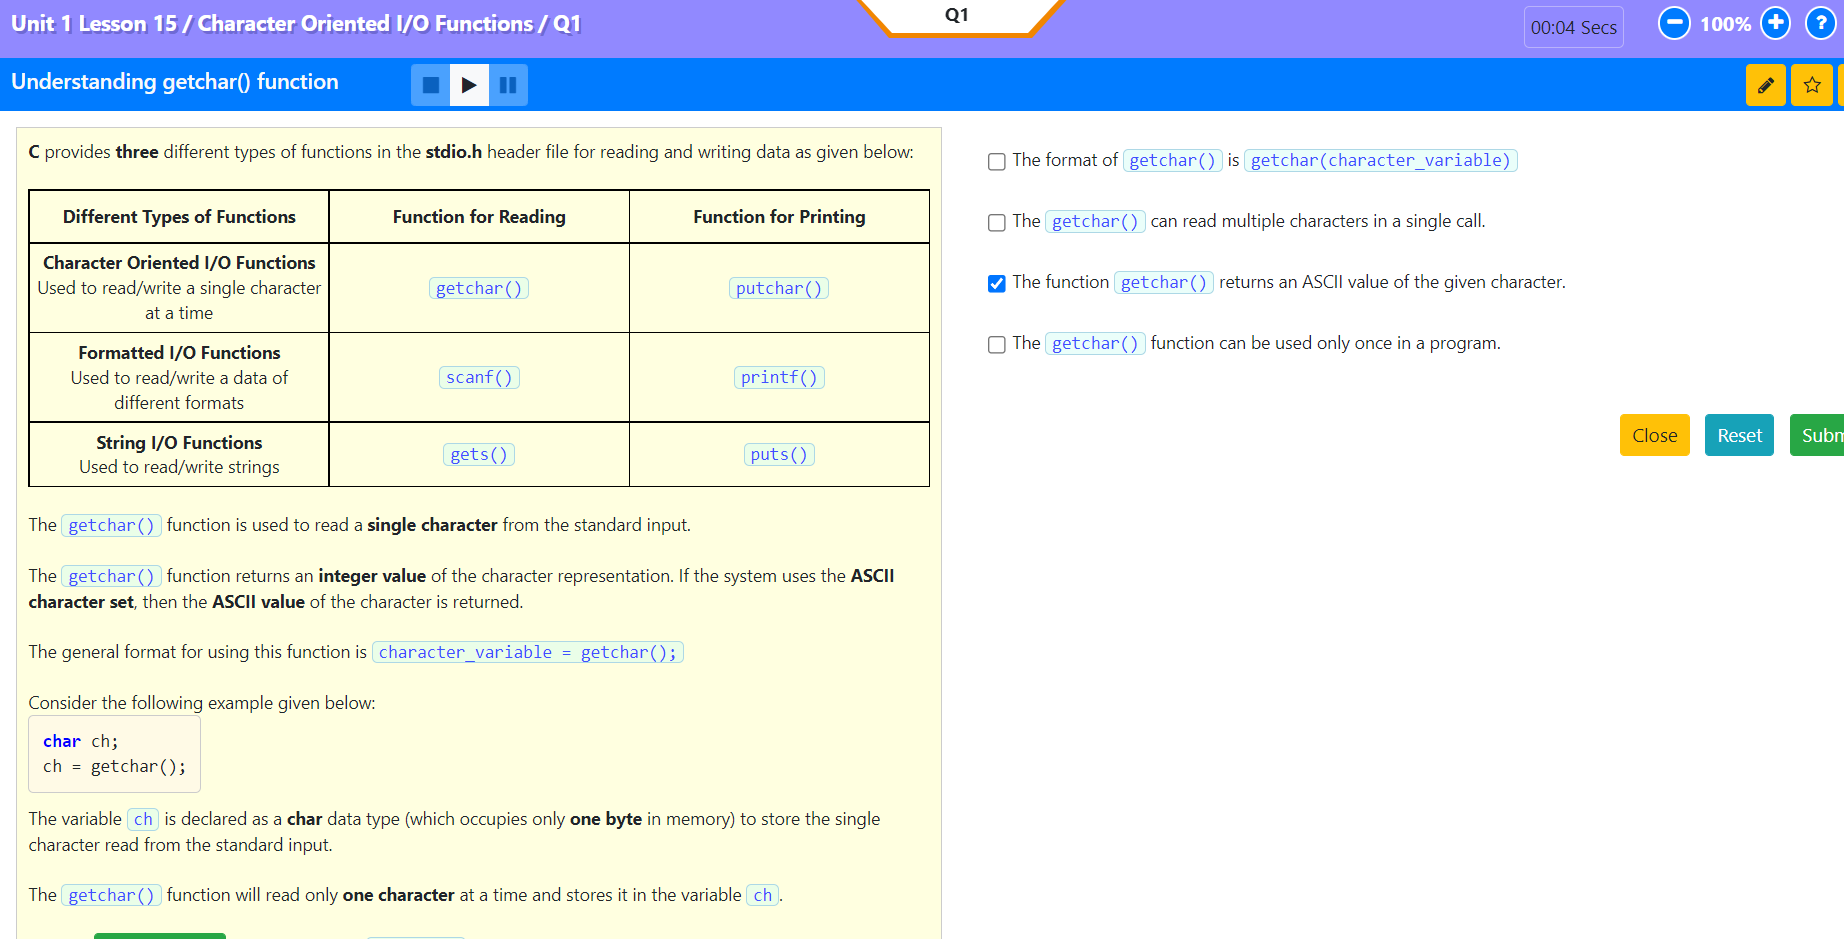 Unit 1 Lesson 15 / Character Oriented I/O Functions / Q1
Q1
00:04 Secs
100%
?
Understanding getchar() function
C provides three different types of functions in the stdio.h header file for reading and writing data as given below:
Different Types of Functions
Function for Reading
Function for Printing
Character Oriented I/O Functions
Used to read/write a single character
at a time
getchar()
putchar()
Formatted I/O Functions
Used to read/write a data of
different formats
scanf()
printf()
String I/O Functions
Used to read/write strings
gets()
puts()
The getchar() function is used to read a single character from the standard input.
The getchar() function returns an integer value of the character representation. If the system uses the ASCII
character set, then the ASCII value of the character is returned.
The general format for using this function is character_variable = getchar();
Consider the following example given below:
char ch;
ch = getchar();
The variable ch is declared as a char data type (which occupies only one byte in memory) to store the single
character read from the standard input.
The getchar() function will read only one character at a time and stores it in the variable ch.
The format of getchar() is getchar(character_variable)
The getchar() can read multiple characters in a single call.
The function getchar() returns an ASCII value of the given character.
The getchar() function can be used only once in a program.
Close
Reset